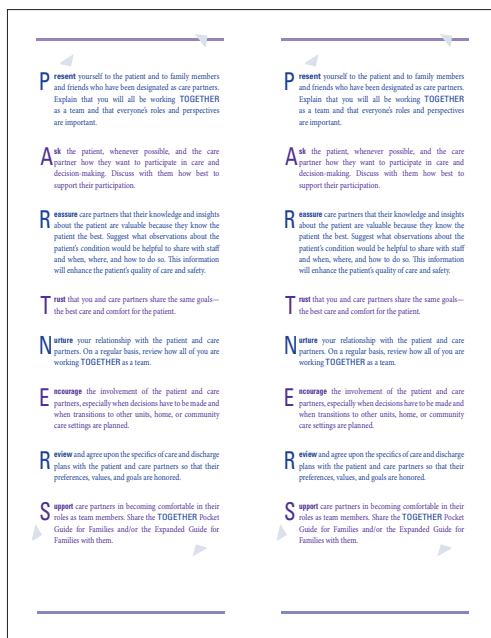 Present yourself to the patient and to family members
and friends who have been designated as care partners.
Explain that you will all be working TOGETHER
as a team and that everyone's roles and perspectives
are important.
Ask the patient, whenever possible, and the care
partner how they want to participate in care and
decision-making. Discuss with them how best to
support their participation.
Reassure care partners that their knowledge and insights
about the patient are valuable because they know the
patient the best. Suggest what observations about the
patient's condition would be helpful to share with staff
and when, where, and how to do so. This information
will enhance the patient's quality of care and safety.
Trust that you and care partners share the same goals—
the best care and comfort for the patient.
Nurture your relationship with the patient and care
partners. On a regular basis, review how all of you are
working TOGETHER as a team.
Encourage the involvement of the patient and care
partners, especially when decisions have to be made and
when transitions to other units, home, or community
care settings are planned.
Review and agree upon the specifics of care and discharge
plans with the patient and care partners so that their
preferences, values, and goals are honored.
Support care partners in becoming comfortable in their
roles as team members. Share the TOGETHER Pocket
Guide for Families and/or the Expanded Guide for
Families with them.
Present yourself to the patient and to family members
and friends who have been designated as care partners.
Explain that you will all be working TOGETHER
as a team and that everyone's roles and perspectives
are important.
Ask the patient, whenever possible, and the care
partner how they want to participate in care and
decision-making. Discuss with them how best to
support their participation.
Reassure care partners that their knowledge and insights
about the patient are valuable because they know the
patient the best. Suggest what observations about the
patient's condition would be helpful to share with staff
and when, where, and how to do so. This information
will enhance the patient's quality of care and safety.
Trust that you and care partners share the same goals—
the best care and comfort for the patient.
Nurture your relationship with the patient and care
partners. On a regular basis, review how all of you are
working TOGETHER as a team.
Encourage the involvement of the patient and care
partners, especially when decisions have to be made and
when transitions to other units, home, or community
care settings are planned.
Review and agree upon the specifics of care and discharge
plans with the patient and care partners so that their
preferences, values, and goals are honored.
Support care partners in becoming comfortable in their
roles as team members. Share the TOGETHER Pocket
Guide for Families and/or the Expanded Guide for
Families with them.